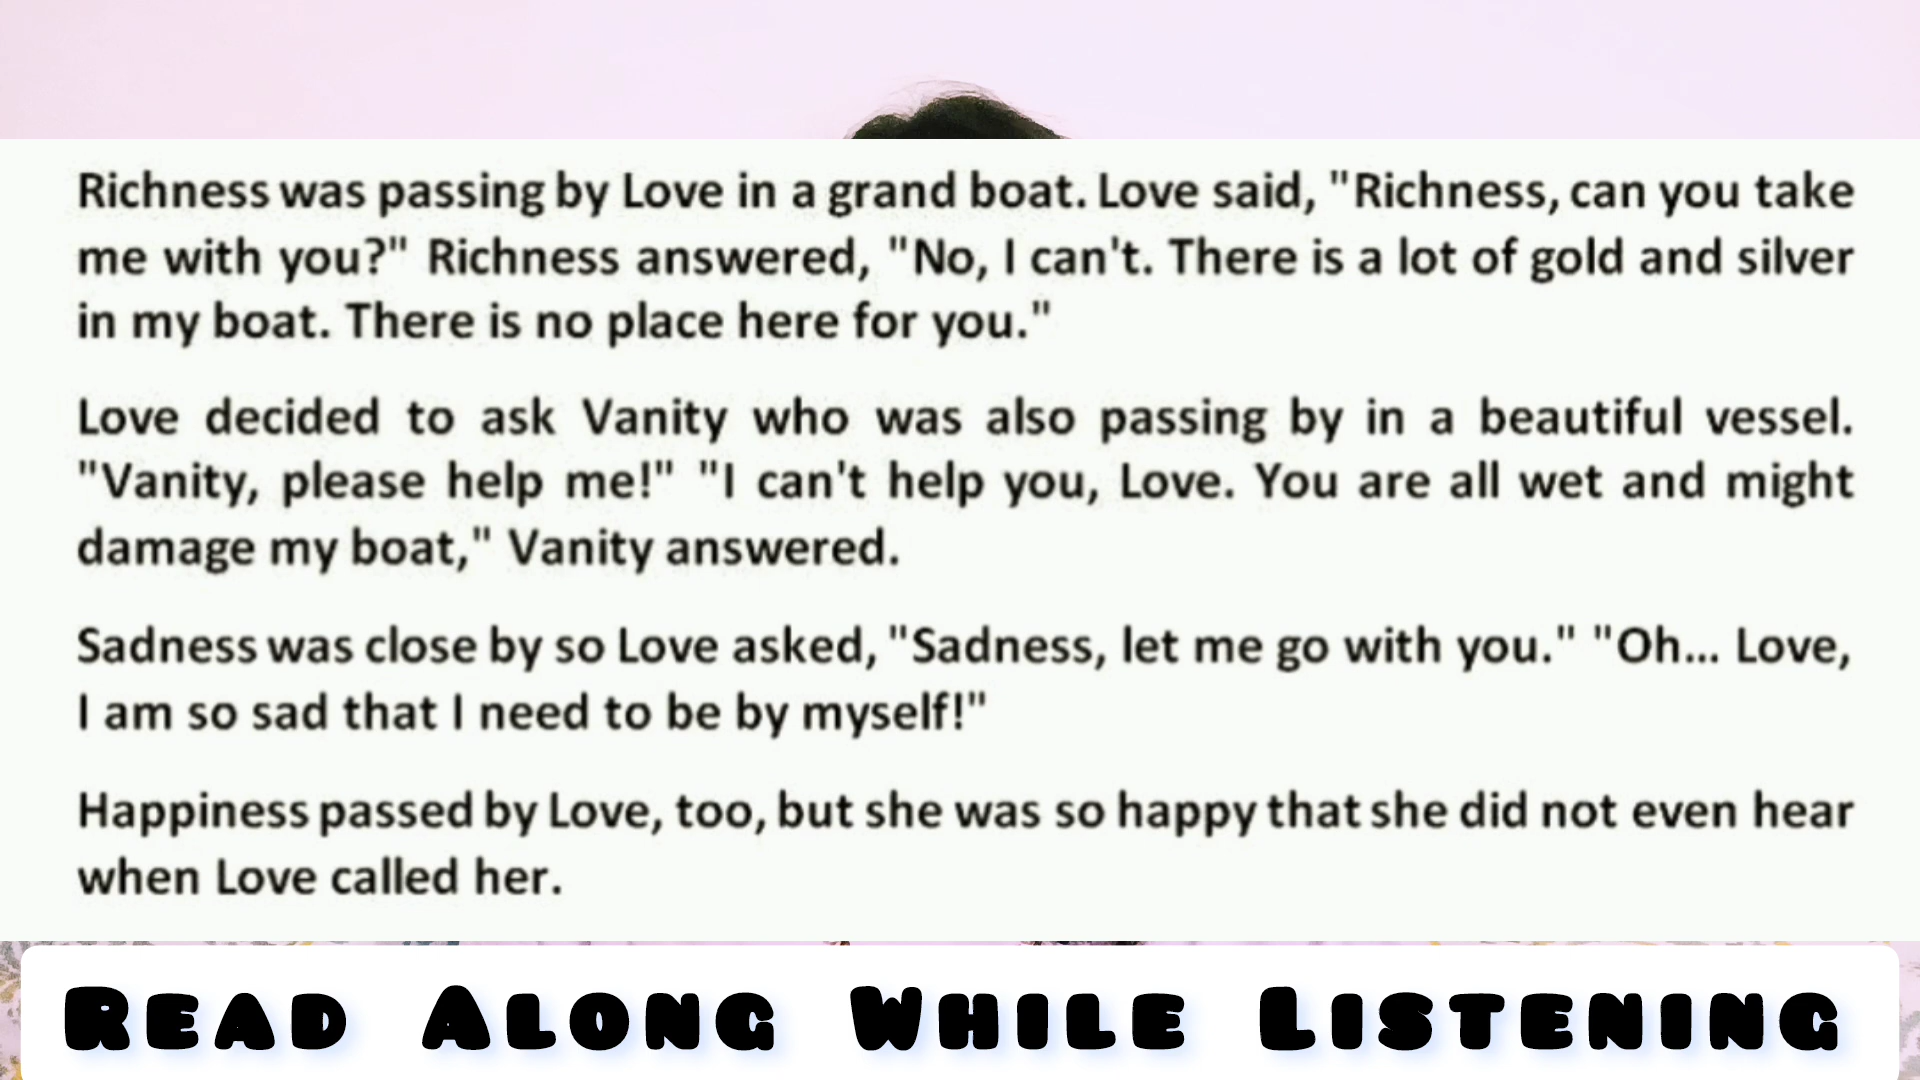 Richness was passing by Love in a grand boat. Love said, "Richness, can you take
me with you?" Richness answered, "No, I can't. There is a lot of gold and silver
in my boat. There is no place here for you."
Love decided to ask Vanity who was also passing by in a beautiful vessel.
"Vanity, please help me!" "I can't help you, Love. You are all wet and might
damage my boat," Vanity answered.
Sadness was close by so Love asked, "Sadness, let me go with you." "Oh... Love,
I am so sad that I need to be by myself!"
Happiness passed by Love, too, but she was so happy that she did not even hear
when Love called her.
READ ALONG WHILE LISTENING